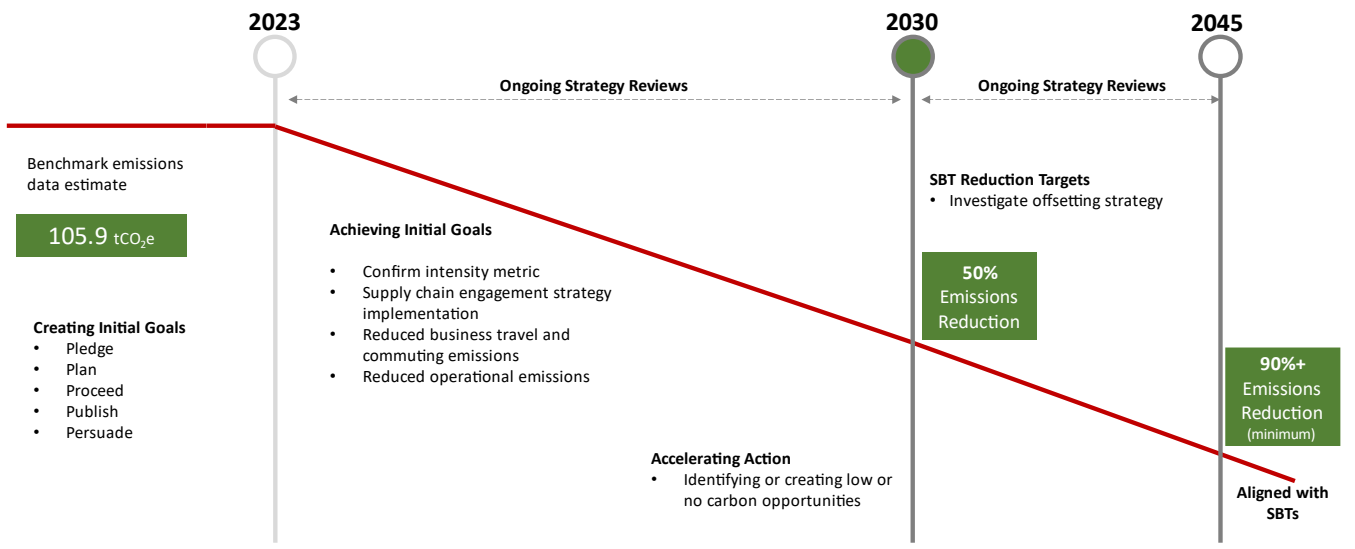 2023
2030
2045
Ongoing Strategy Reviews
Ongoing Strategy Reviews
Benchmark emissions
data estimate
105.9 tCO₂e
Creating Initial Goals
• Pledge
• Plan
• Proceed
• Publish
• Persuade
Achieving Initial Goals
• Confirm intensity metric
• Supply chain engagement strategy
implementation
• Reduced business travel and
commuting emissions
• Reduced operational emissions
Accelerating Action
• Identifying or creating low or
no carbon opportunities
SBT Reduction Targets
• Investigate offsetting strategy
50%
Emissions
Reduction
90%+
Emissions
Reduction
(minimum)
Aligned with
SBTs